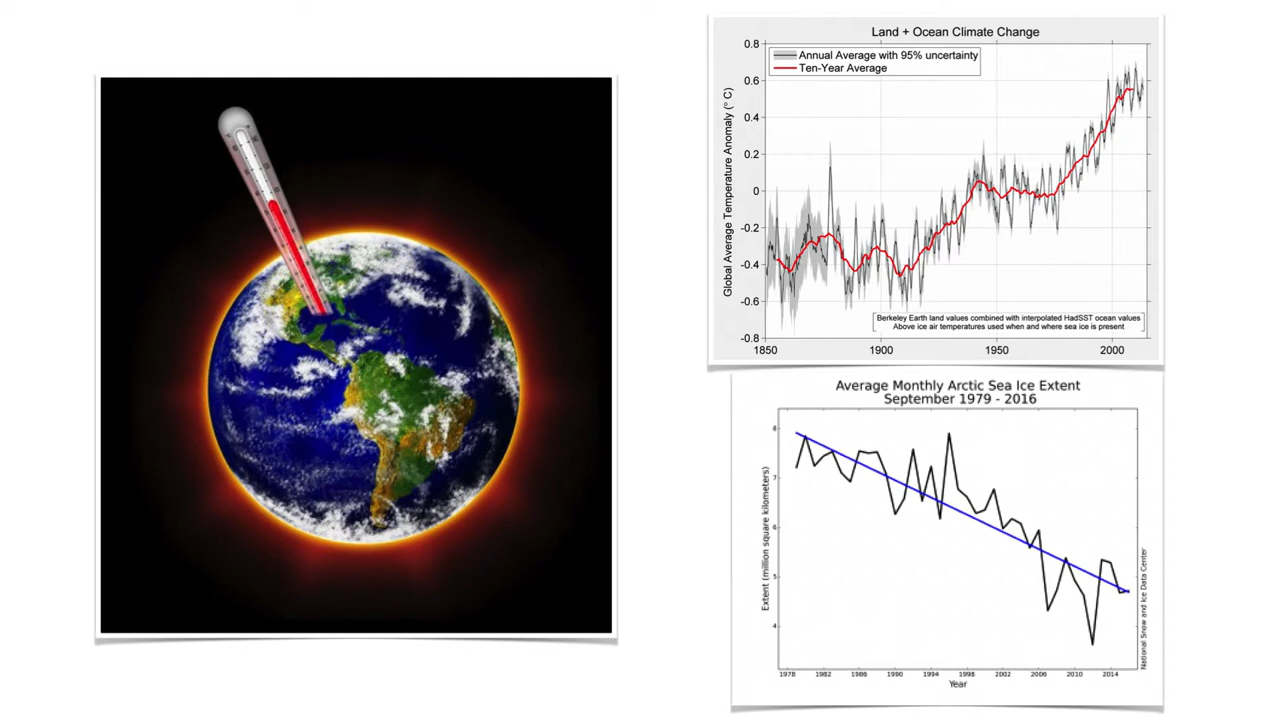 Land + Ocean Climate Change
Annual Average with 95% uncertainty
Ten-Year Average
Global Average Temperature Anomaly (° C)
0.8
0.6
0.4
0.2
0
-0.2
-0.4
-0.6
-0.8
Berkeley Earth land values combined with interpolated HadSST ocean values
Above ice air temperatures used when and where sea ice is present
1850 1900 1950 2000
Average Monthly Arctic Sea Ice Extent
September 1979 - 2016
Extent (million square kilometers)
8
7
6
5
4
1978 1982 1986 1990 1994 1998 2002 2006 2010 2014
Year
National Snow and Ice Data Center